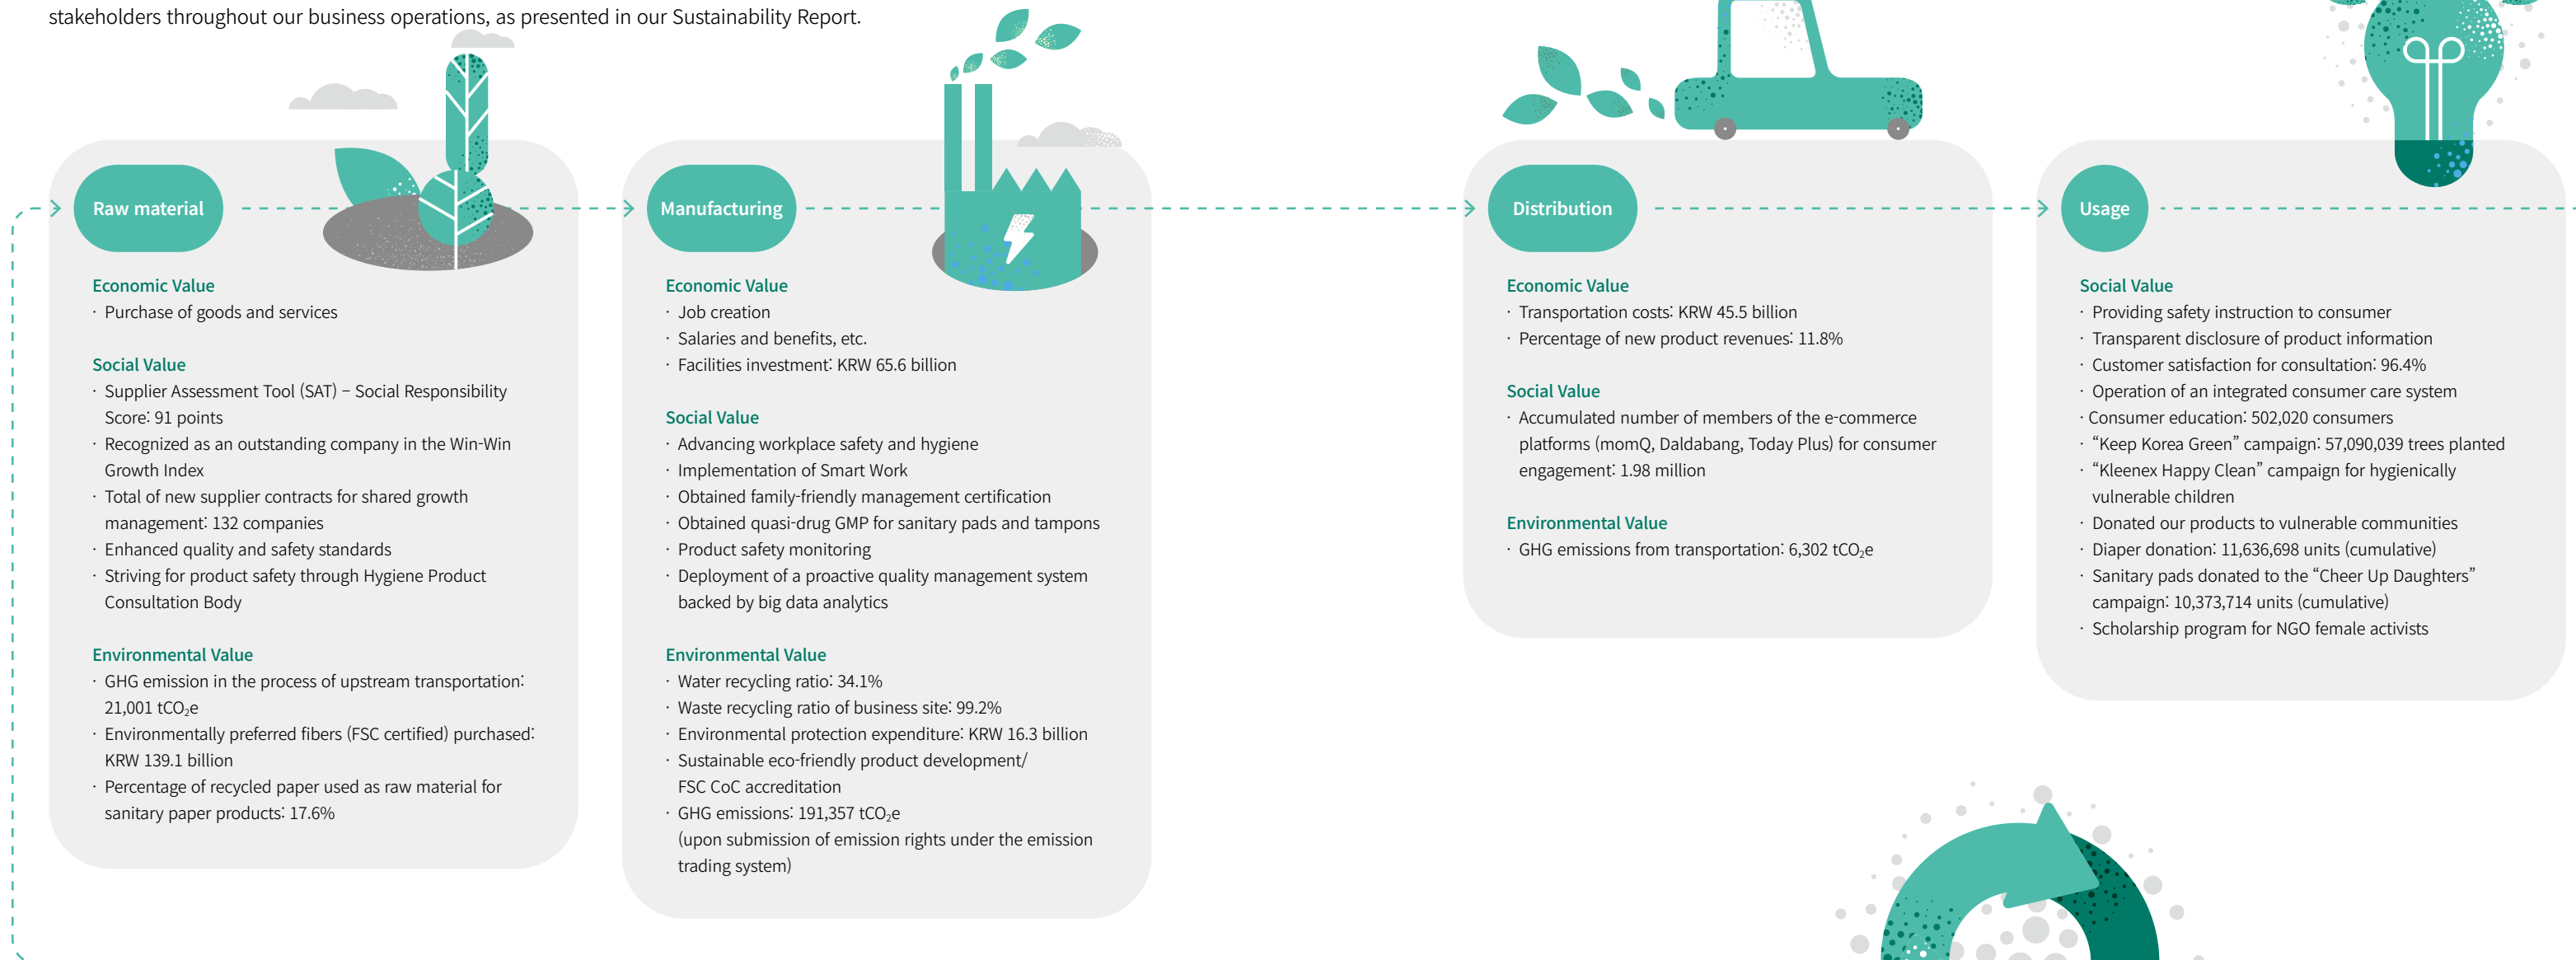 stakeholders throughout our business operations, as presented in our Sustainability Report.
Raw material
Economic Value
· Purchase of goods and services
Social Value
· Supplier Assessment Tool (SAT) – Social Responsibility
Score: 91 points
· Recognized as an outstanding company in the Win-Win
Growth Index
· Total of new supplier contracts for shared growth
management: 132 companies
· Enhanced quality and safety standards
· Striving for product safety through Hygiene Product
Consultation Body
Environmental Value
· GHG emission in the process of upstream transportation:
21,001 tCO₂e
· Environmentally preferred fibers (FSC certified) purchased:
KRW 139.1 billion
· Percentage of recycled paper used as raw material for
sanitary paper products: 17.6%
Manufacturing
Economic Value
· Job creation
· Salaries and benefits, etc.
· Facilities investment: KRW 65.6 billion
Social Value
· Advancing workplace safety and hygiene
· Implementation of Smart Work
· Obtained family-friendly management certification
· Obtained quasi-drug GMP for sanitary pads and tampons
· Product safety monitoring
· Deployment of a proactive quality management system
backed by big data analytics
Environmental Value
· Water recycling ratio: 34.1%
· Waste recycling ratio of business site: 99.2%
· Environmental protection expenditure: KRW 16.3 billion
· Sustainable eco-friendly product development/
FSC CoC accreditation
· GHG emissions: 191,357 tCO₂e
(upon submission of emission rights under the emission
trading system)
Distribution
Economic Value
· Transportation costs: KRW 45.5 billion
· Percentage of new product revenues: 11.8%
Social Value
· Accumulated number of members of the e-commerce
platforms (momQ, Daldabang, Today Plus) for consumer
engagement: 1.98 million
Environmental Value
· GHG emissions from transportation: 6,302 tCO₂e
Usage
Social Value
· Providing safety instruction to consumer
· Transparent disclosure of product information
· Customer satisfaction for consultation: 96.4%
· Operation of an integrated consumer care system
· Consumer education: 502,020 consumers
· “Keep Korea Green” campaign: 57,090,039 trees planted
· “Kleenex Happy Clean” campaign for hygienically
vulnerable children
· Donated our products to vulnerable communities
· Diaper donation: 11,636,698 units (cumulative)
· Sanitary pads donated to the “Cheer Up Daughters”
campaign: 10,373,714 units (cumulative)
· Scholarship program for NGO female activists